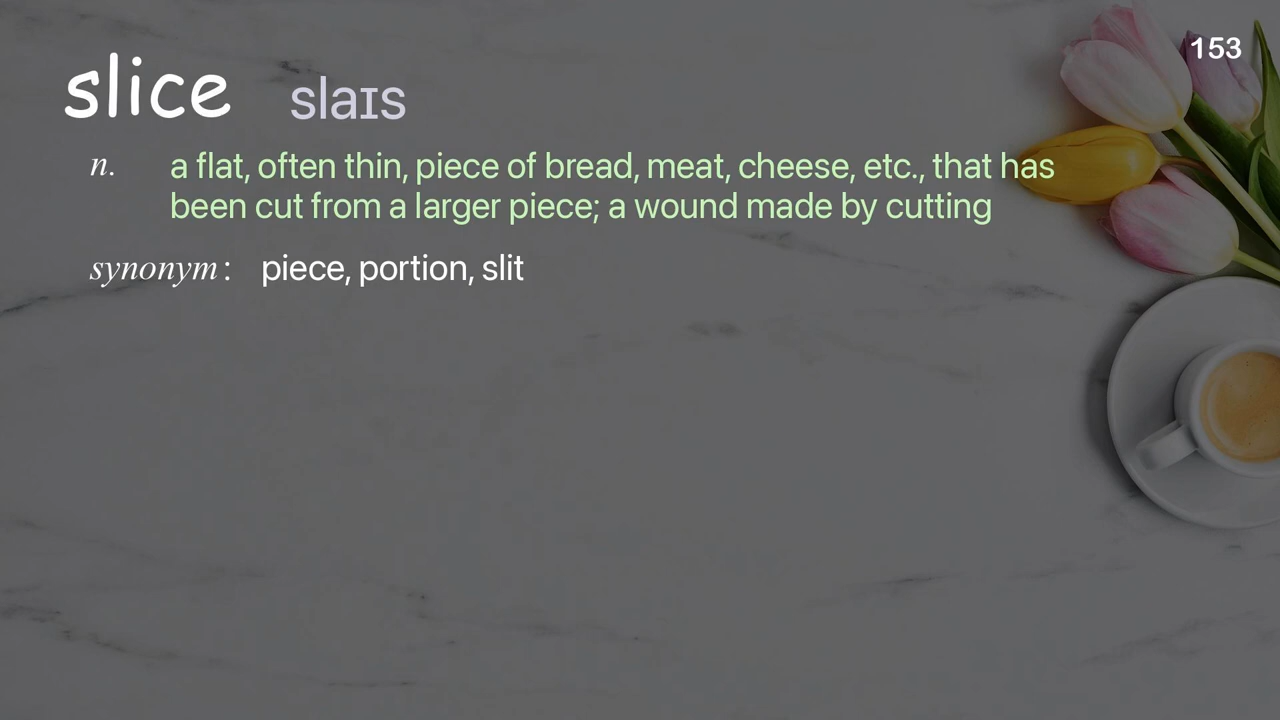 153
slice slaɪs
n. a flat, often thin, piece of bread, meat, cheese, etc., that has
been cut from a larger piece; a wound made by cutting
synonym: piece, portion, slit